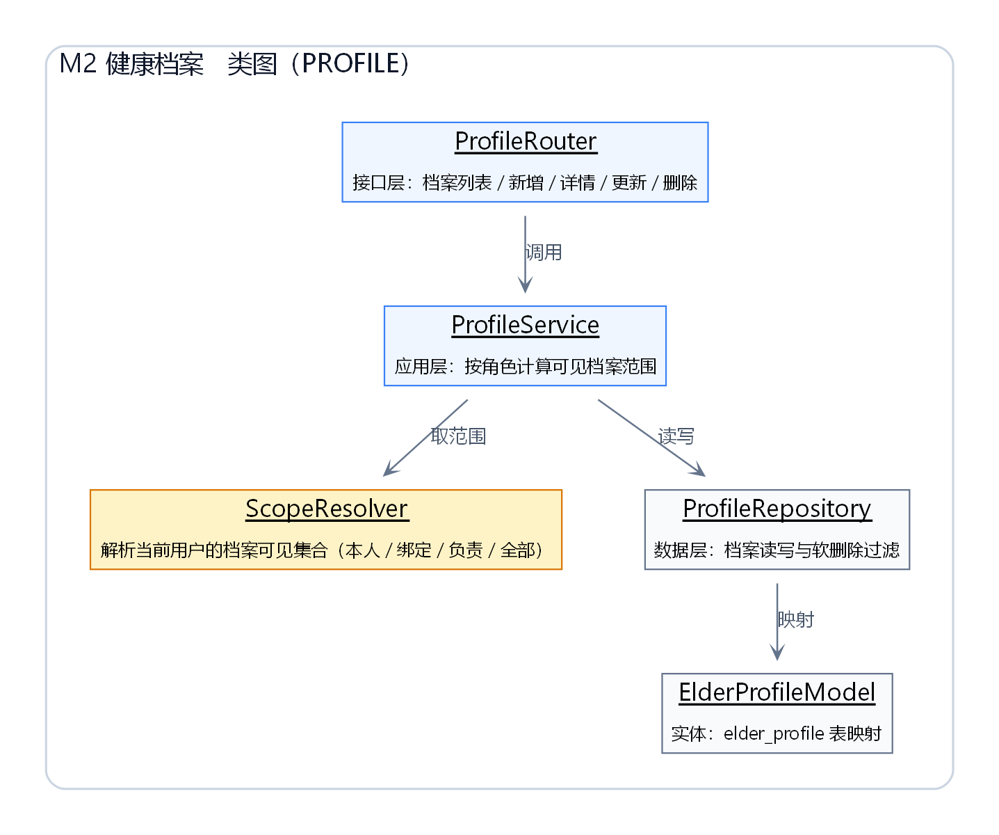 M2 健康档案　类图（PROFILE）
ProfileRouter
接口层：档案列表 / 新增 / 详情 / 更新 / 删除
调用
ProfileService
应用层：按角色计算可见档案范围
取范围
读写
ScopeResolver
解析当前用户的档案可见集合（本人 / 绑定 / 负责 / 全部）
ProfileRepository
数据层：档案读写与软删除过滤
映射
ElderProfileModel
实体：elder_profile 表映射